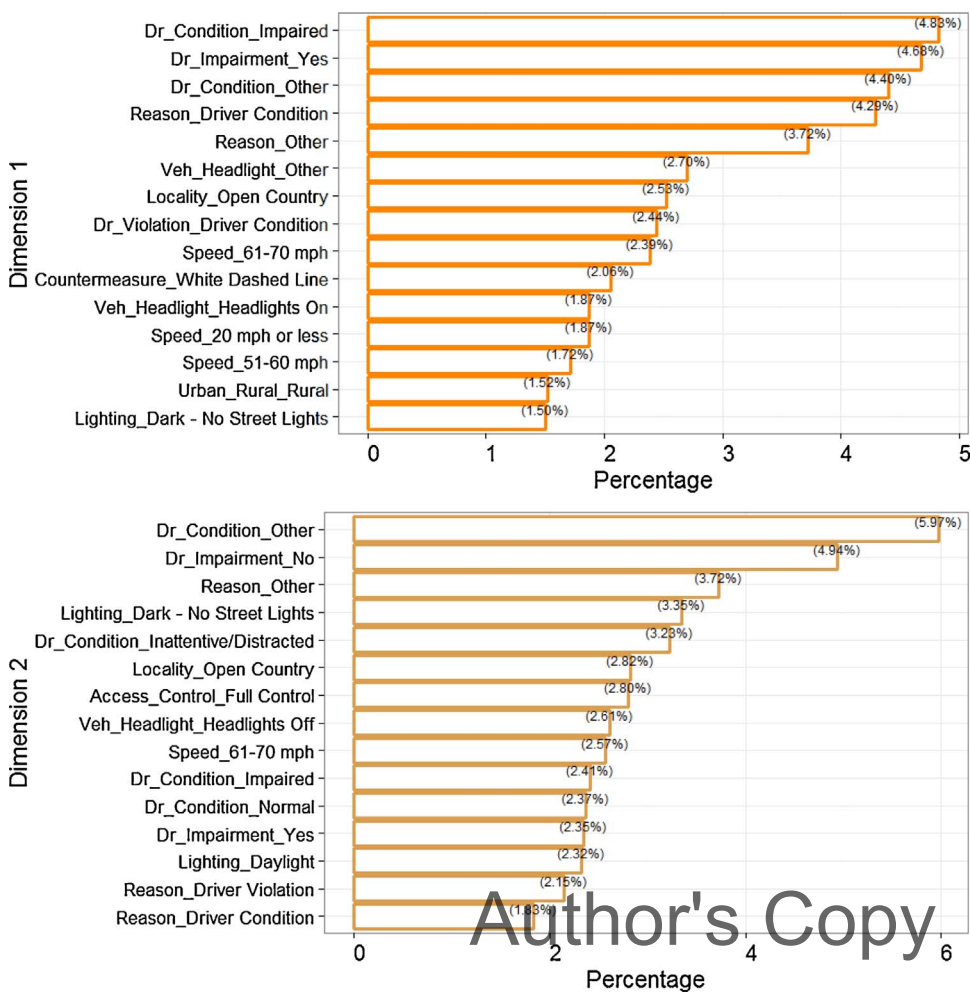 Dimension 1
Dr_Condition_Impaired (4.83%)
Dr_Impairment_Yes (4.68%)
Dr_Condition_Other (4.40%)
Reason_Driver Condition (4.29%)
Reason_Other (3.72%)
Veh_Headlight_Other (2.70%)
Locality_Open Country (2.53%)
Dr_Violation_Driver Condition (2.44%)
Speed_61-70 mph (2.39%)
Countermeasure_White Dashed Line (2.06%)
Veh_Headlight_Headlights On (1.87%)
Speed_20 mph or less (1.87%)
Speed_51-60 mph (1.72%)
Urban_Rural_Rural (1.52%)
Lighting_Dark - No Street Lights (1.50%)
0 1 2 3 4 5
Percentage
Dimension 2
Dr_Condition_Other (5.97%)
Dr_Impairment_No (4.94%)
Reason_Other (3.72%)
Lighting_Dark - No Street Lights (3.35%)
Dr_Condition_Inattentive/Distracted (3.23%)
Locality_Open Country (2.82%)
Access_Control_Full Control (2.80%)
Veh_Headlight_Headlights Off (2.61%)
Speed_61-70 mph (2.57%)
Dr_Condition_Impaired (2.41%)
Dr_Condition_Normal (2.37%)
Dr_Impairment_Yes (2.35%)
Lighting_Daylight (2.32%)
Reason_Driver Violation (2.15%)
Reason_Driver Condition (1.83%)
Author's Copy
0 2 4 6
Percentage